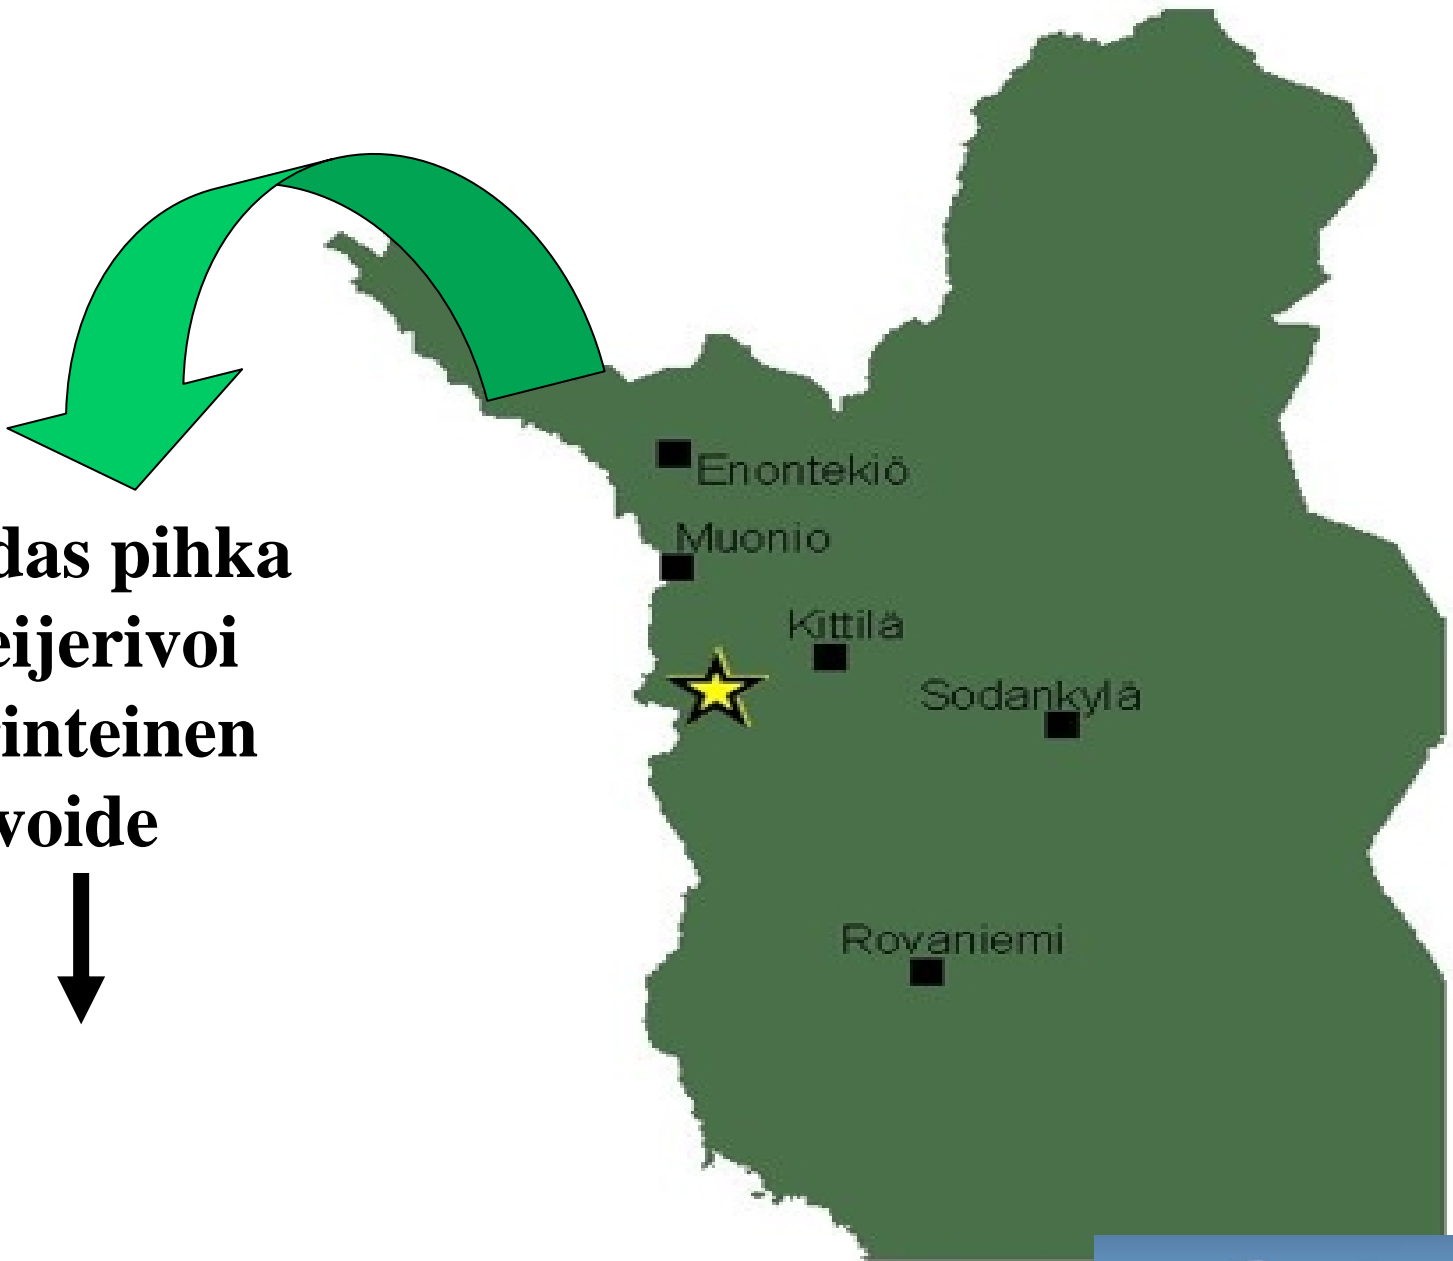 das pihka
eijerivoi
inteinen
voide
Enontekiö
Muonio
Kittilä
Sodankylä
Rovaniemi